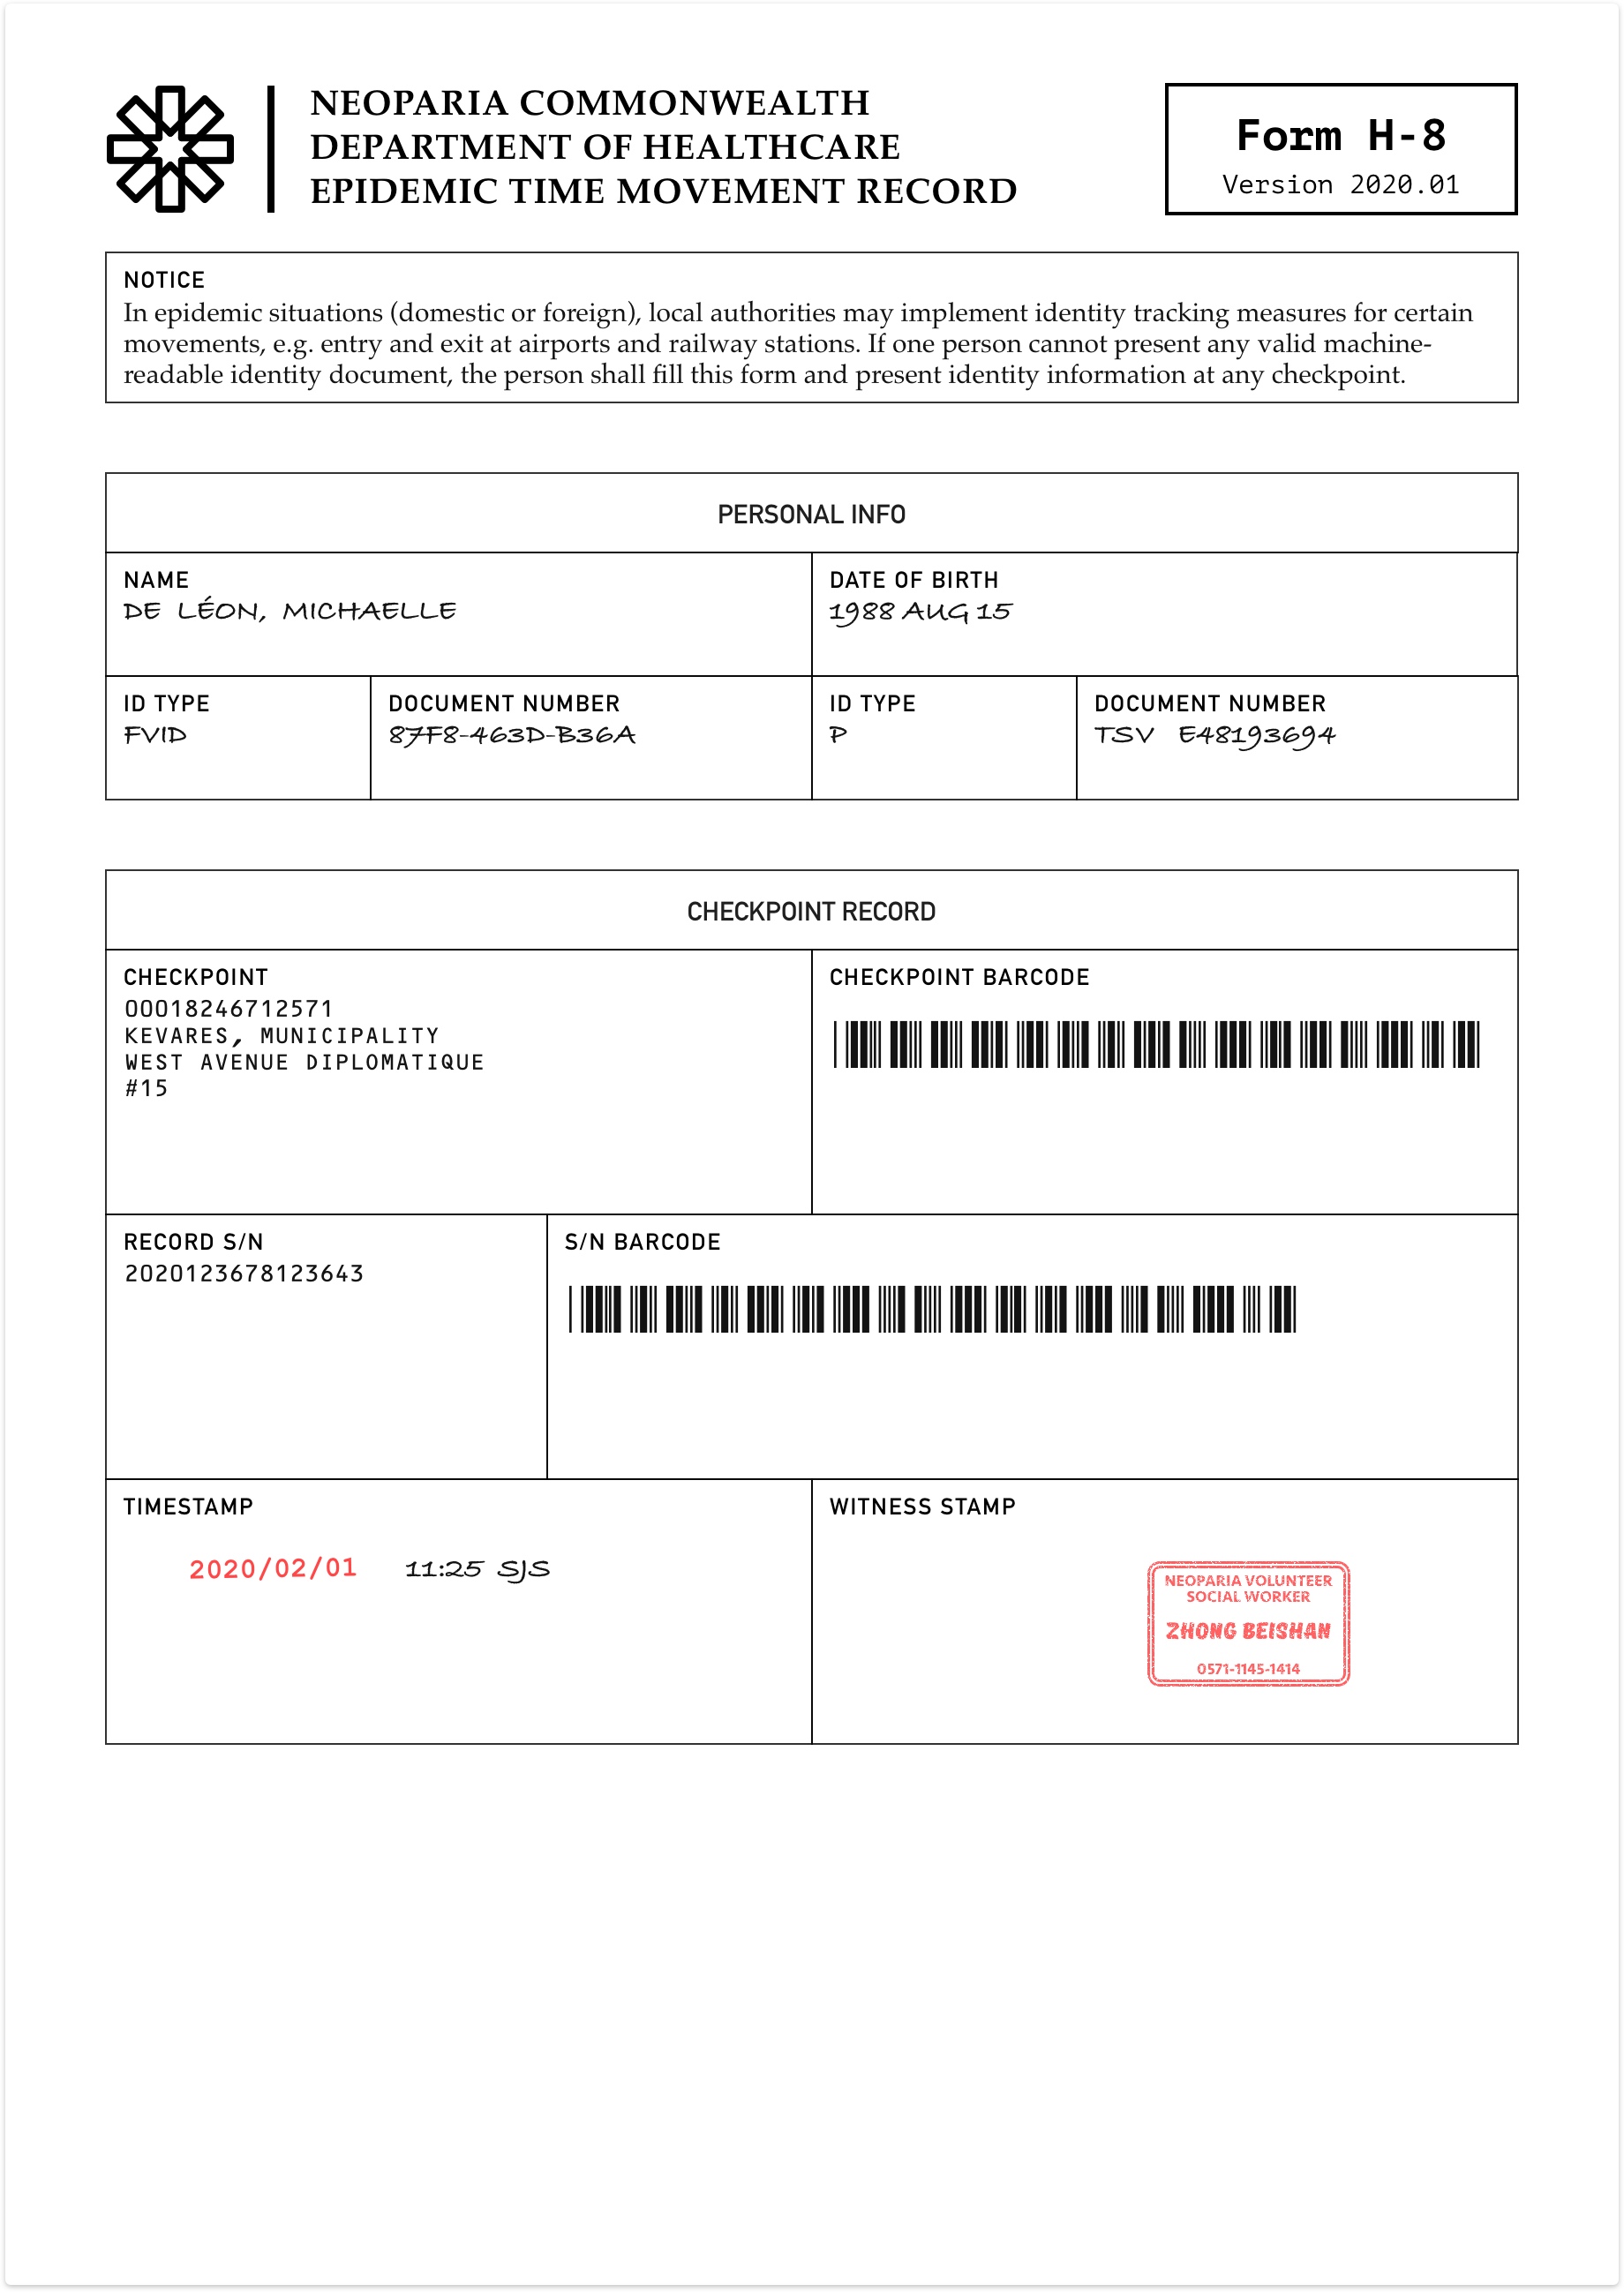 NEOPARIA COMMONWEALTH
DEPARTMENT OF HEALTHCARE
EPIDEMIC TIME MOVEMENT RECORD
Form H-8
Version 2020.01
NOTICE
In epidemic situations (domestic or foreign), local authorities may implement identity tracking measures for certain
movements, e.g. entry and exit at airports and railway stations. If one person cannot present any valid machine-
readable identity document, the person shall fill this form and present identity information at any checkpoint.
PERSONAL INFO
NAME
DE LÉON, MICHAELLE
DATE OF BIRTH
1988 AUG 15
ID TYPE
FVID
DOCUMENT NUMBER
87F8-463D-B36A
ID TYPE
P
DOCUMENT NUMBER
TSV E48193694
CHECKPOINT RECORD
CHECKPOINT
00018246712571
KEVARES, MUNICIPALITY
WEST AVENUE DIPLOMATIQUE
#15
CHECKPOINT BARCODE
RECORD S/N
2020123678123643
S/N BARCODE
TIMESTAMP
2020/02/01 11:25 SJS
WITNESS STAMP
NEOPARIA VOLUNTEER
SOCIAL WORKER
ZHONG BEISHAN
0571-1145-1414